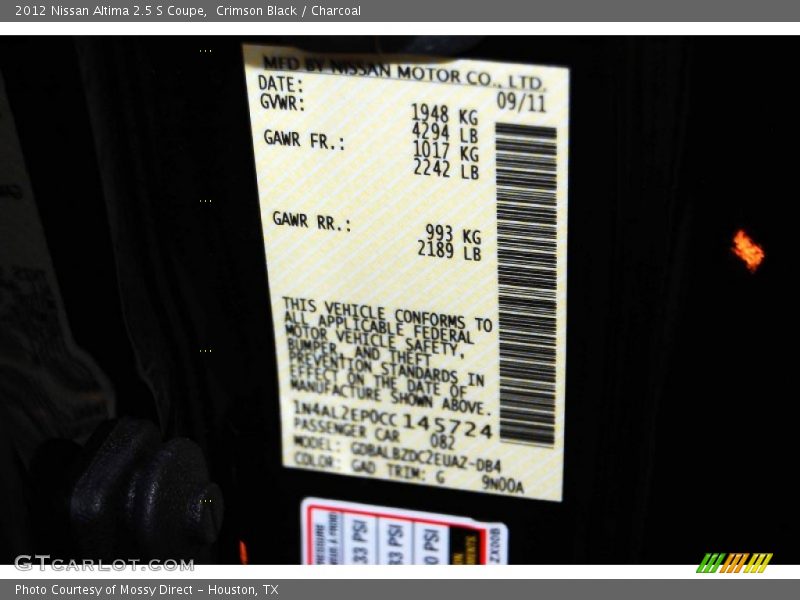 2012 Nissan Altima 2.5 S Coupe,  Crimson Black / Charcoal
MFD BY NISSAN MOTOR CO., LTD.
DATE: 09/11
GVWR: 1948 KG
4294 LB
GAWR FR.: 1017 KG
2242 LB
GAWR RR.: 993 KG
2189 LB
THIS VEHICLE CONFORMS TO
ALL APPLICABLE FEDERAL
MOTOR VEHICLE SAFETY,
BUMPER, AND THEFT
PREVENTION STANDARDS IN
EFFECT ON THE DATE OF
MANUFACTURE SHOWN ABOVE.
1N4AL2EP0CC145724
PASSENGER CAR 082
MODEL: GDBALBZDC2EUAZ-DB4
COLOR: GAD TRIM: G 9N00A
33 PSI
33 PSI
0 PSI
ZX00B
GTCARLOT.COM
Photo Courtesy of Mossy Direct – Houston, TX